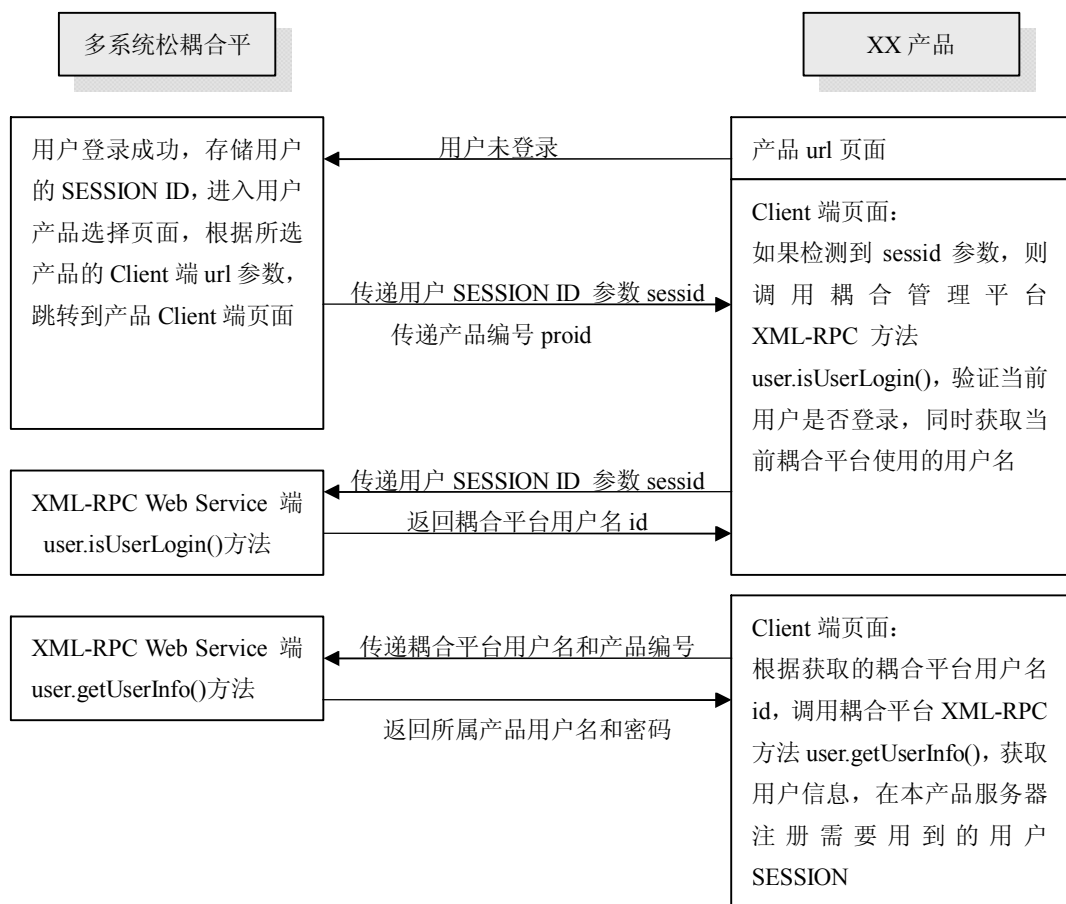 多系统松耦合平
XX 产品
用户登录成功，存储用户
的 SESSION ID，进入用户
产品选择页面，根据所选
产品的 Client 端 url 参数，
跳转到产品 Client 端页面
用户未登录
产品 url 页面
传递用户 SESSION ID 参数 sessid
传递产品编号 proid
Client 端页面：
如果检测到 sessid 参数，则
调用耦合管理平台
XML-RPC 方法
user.isUserLogin()，验证当前
用户是否登录，同时获取当
前耦合平台使用的用户名
XML-RPC Web Service 端
user.isUserLogin()方法
传递用户 SESSION ID 参数 sessid
返回耦合平台用户名 id
XML-RPC Web Service 端
user.getUserInfo()方法
传递耦合平台用户名和产品编号
返回所属产品用户名和密码
Client 端页面：
根据获取的耦合平台用户名
id，调用耦合平台 XML-RPC
方法 user.getUserInfo()，获取
用户信息，在本产品服务器
注册需要用到的用户
SESSION